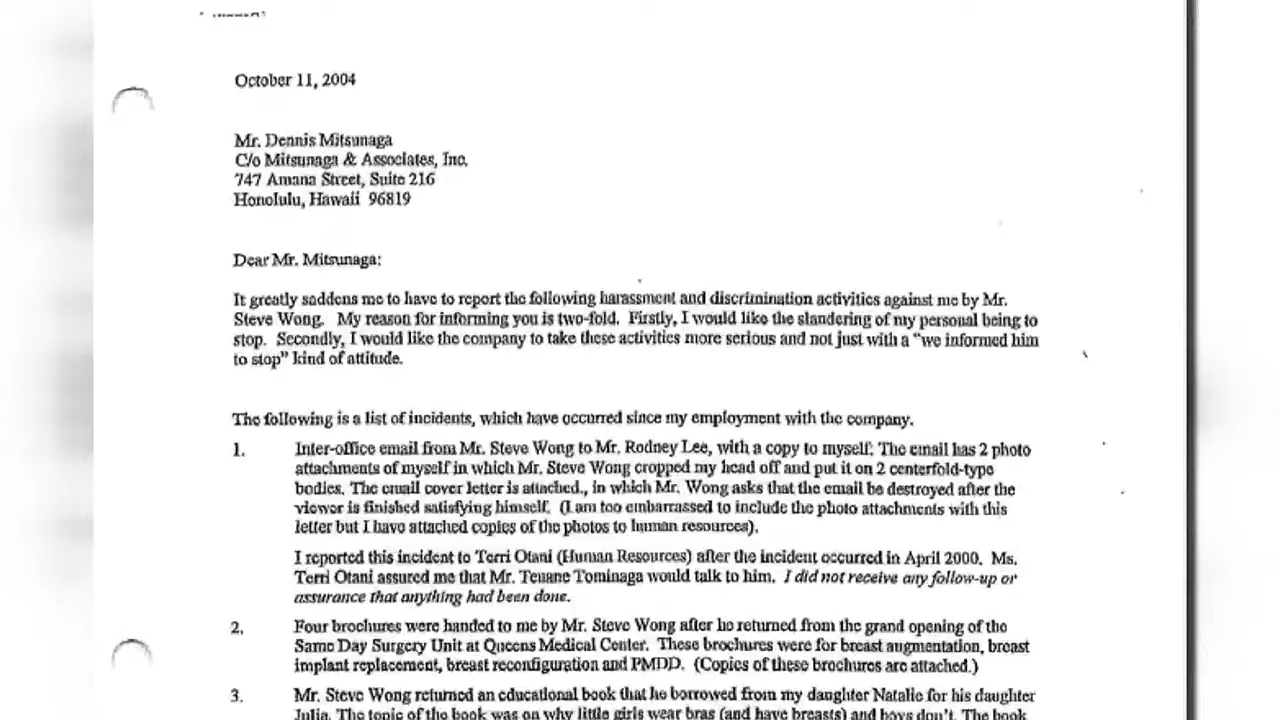 October 11, 2004
Mr. Dennis Mitsunaga
C/o Mitsunaga & Associates, Inc.
747 Amana Street, Suite 216
Honolulu, Hawaii 96819
Dear Mr. Mitsunaga:
It greatly saddens me to have to report the following harassment and discrimination activities against me by Mr.
Steve Wong. My reason for informing you is two-fold. Firstly, I would like the slandering of my personal being to
stop. Secondly, I would like the company to take these activities more serious and not just with a “we informed him
to stop” kind of attitude.
The following is a list of incidents, which have occurred since my employment with the company.
1. Inter-office email from Mr. Steve Wong to Mr. Rodney Lee, with a copy to myself. The email has 2 photo
attachments of myself in which Mr. Steve Wong cropped my head off and put it on 2 centerfold-type
bodies. The email cover letter is attached., in which Mr. Wong asks that the email be destroyed after the
viewer is finished satisfying himself. (I am too embarrassed to include the photo attachments with this
letter but I have attached copies of the photos to human resources).
I reported this incident to Terri Otani (Human Resources) after the incident occurred in April 2000. Ms.
Terri Otani assured me that Mr. Teuane Tominaga would talk to him. I did not receive any follow-up or
assurance that anything had been done.
2. Four brochures were handed to me by Mr. Steve Wong after he returned from the grand opening of the
Same Day Surgery Unit at Queens Medical Center. These brochures were for breast augmentation, breast
implant replacement, breast reconfiguration and PMDD. (Copies of these brochures are attached.)
3. Mr. Steve Wong returned an educational book that he borrowed from my daughter Natalie for his daughter
Julia. The topic of the book was on why little girls wear bras (and have breasts) and boys don't. The book